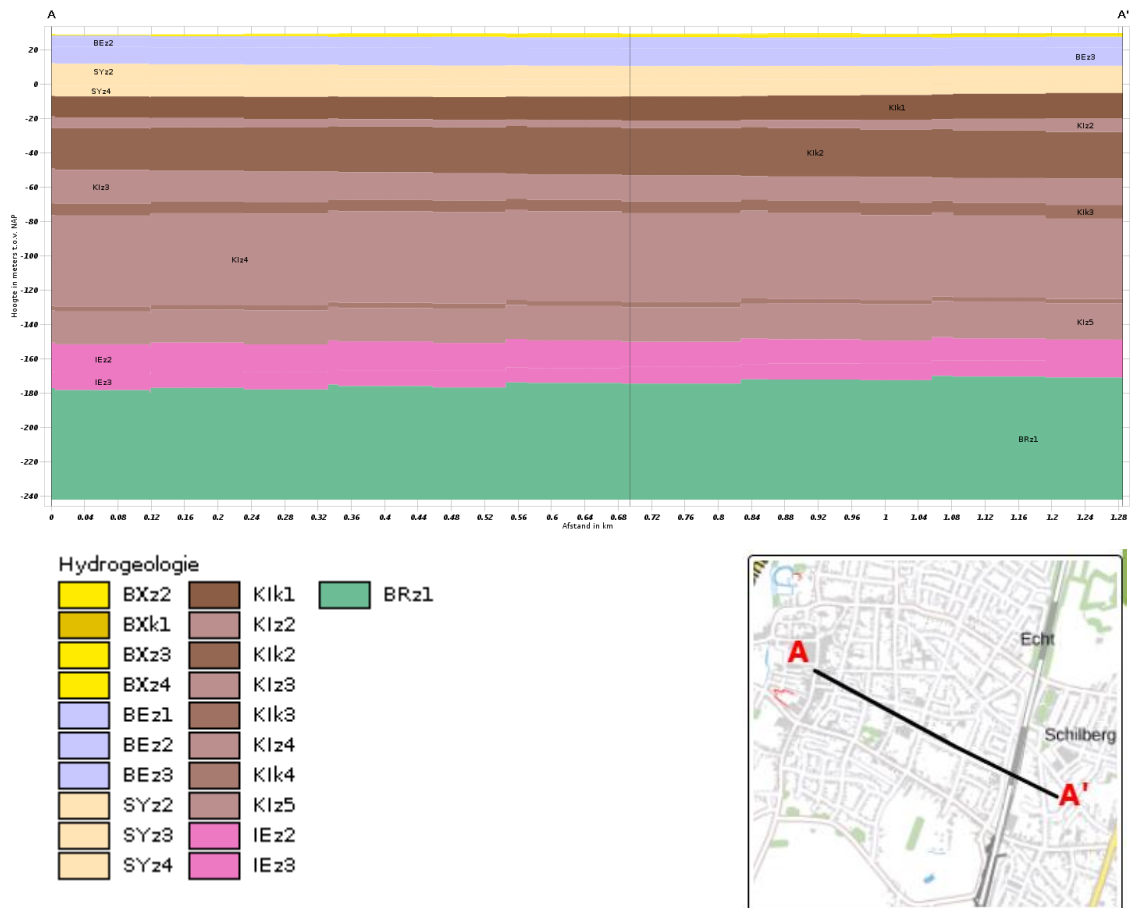 A A'
20
BEz2
BEz3
SYz2
0
SYz4
KIk1
-20
KIz2
-40
KIk2
-60
KIz3
KIk3
-80
-100
KIz4
-120
-140
KIz5
-160
IEz2
IEz3
-180
-200
BRz1
-220
-240
Hoogte in meters t.o.v. NAP
0 0.04 0.08 0.12 0.16 0.2 0.24 0.28 0.32 0.36 0.4 0.44 0.48 0.52 0.56 0.6 0.64 0.68 0.72 0.76 0.8 0.84 0.88 0.92 0.96 1 1.04 1.08 1.12 1.16 1.2 1.24 1.28
Afstand in km
Hydrogeologie
BXz2 KIk1 BRz1
BXk1 KIz2
BXz3 KIk2
BXz4 KIz3
BEz1 KIk3
BEz2 KIz4
BEz3 KIk4
SYz2 KIz5
SYz3 IEz2
SYz4 IEz3
Echt
A
Schilberg
A'